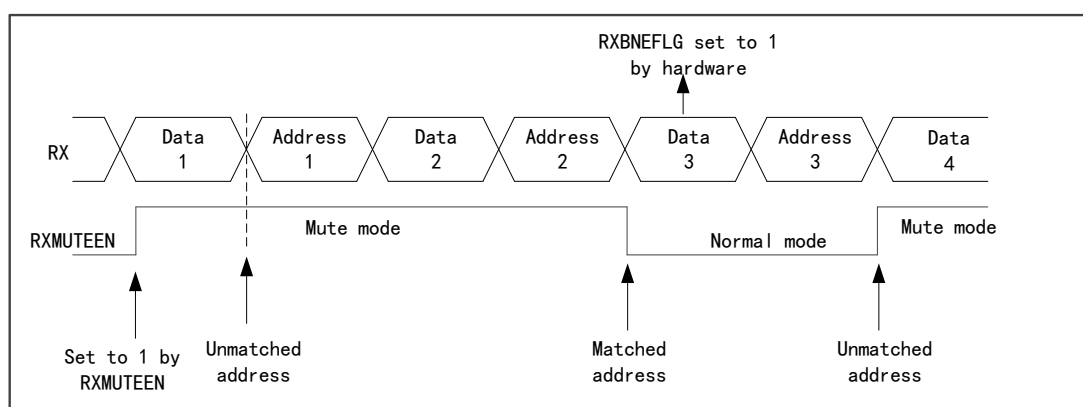 RXBNEFLG set to 1
by hardware
RX
Data
1
Address
1
Data
2
Address
2
Data
3
Address
3
Data
4
RXMUTEEN
Mute mode
Normal mode
Mute mode
Set to 1 by
RXMUTEEN
Unmatched
address
Matched
address
Unmatched
address